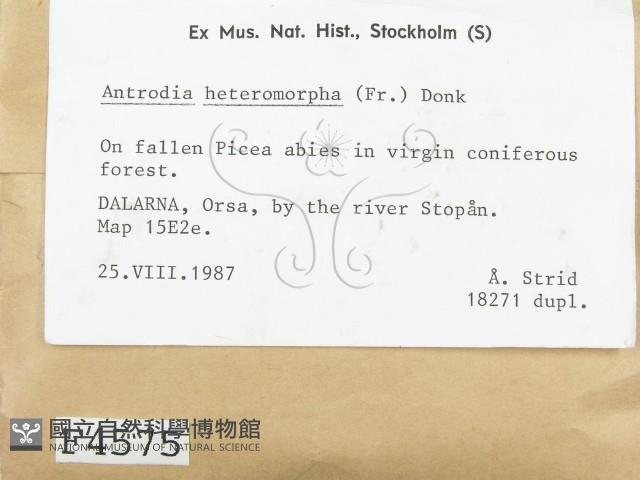 Ex Mus. Nat. Hist., Stockholm (S)
Antrodia heteromorpha (Fr.) Donk
On fallen Picea abies in virgin coniferous
forest.
DALARNA, Orsa, by the river Stopån.
Map 15E2e.
25.VIII.1987
Å. Strid
18271 dupl.
國立自然科學博物館
NATIONAL MUSEUM OF NATURAL SCIENCE
F4575